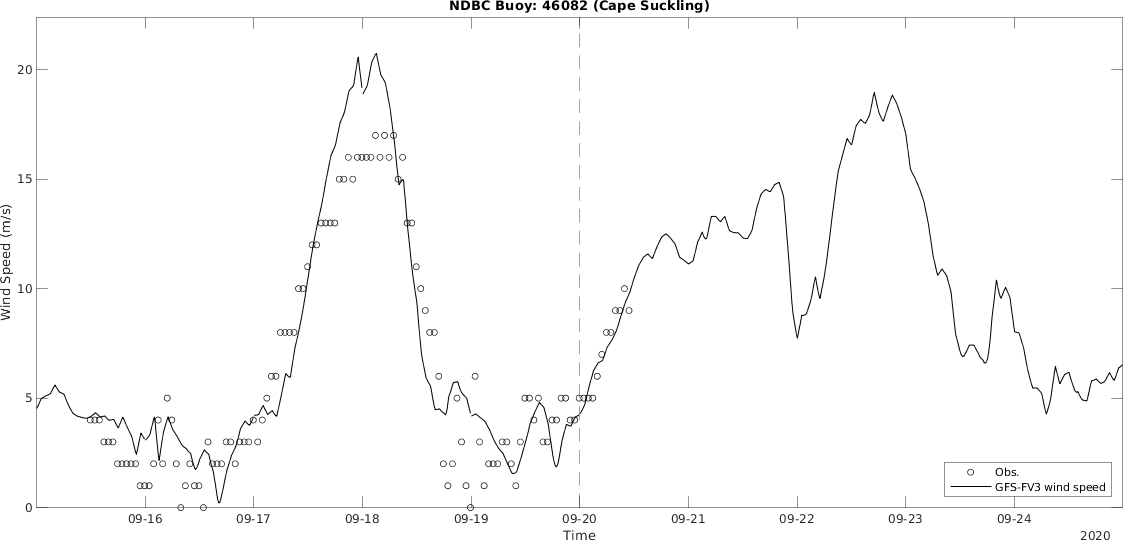 NDBC Buoy: 46082 (Cape Suckling)
20
15
10
5
0
Wind Speed (m/s)
09-16 09-17 09-18 09-19 09-20 09-21 09-22 09-23 09-24
Time
2020
Obs.
GFS-FV3 wind speed